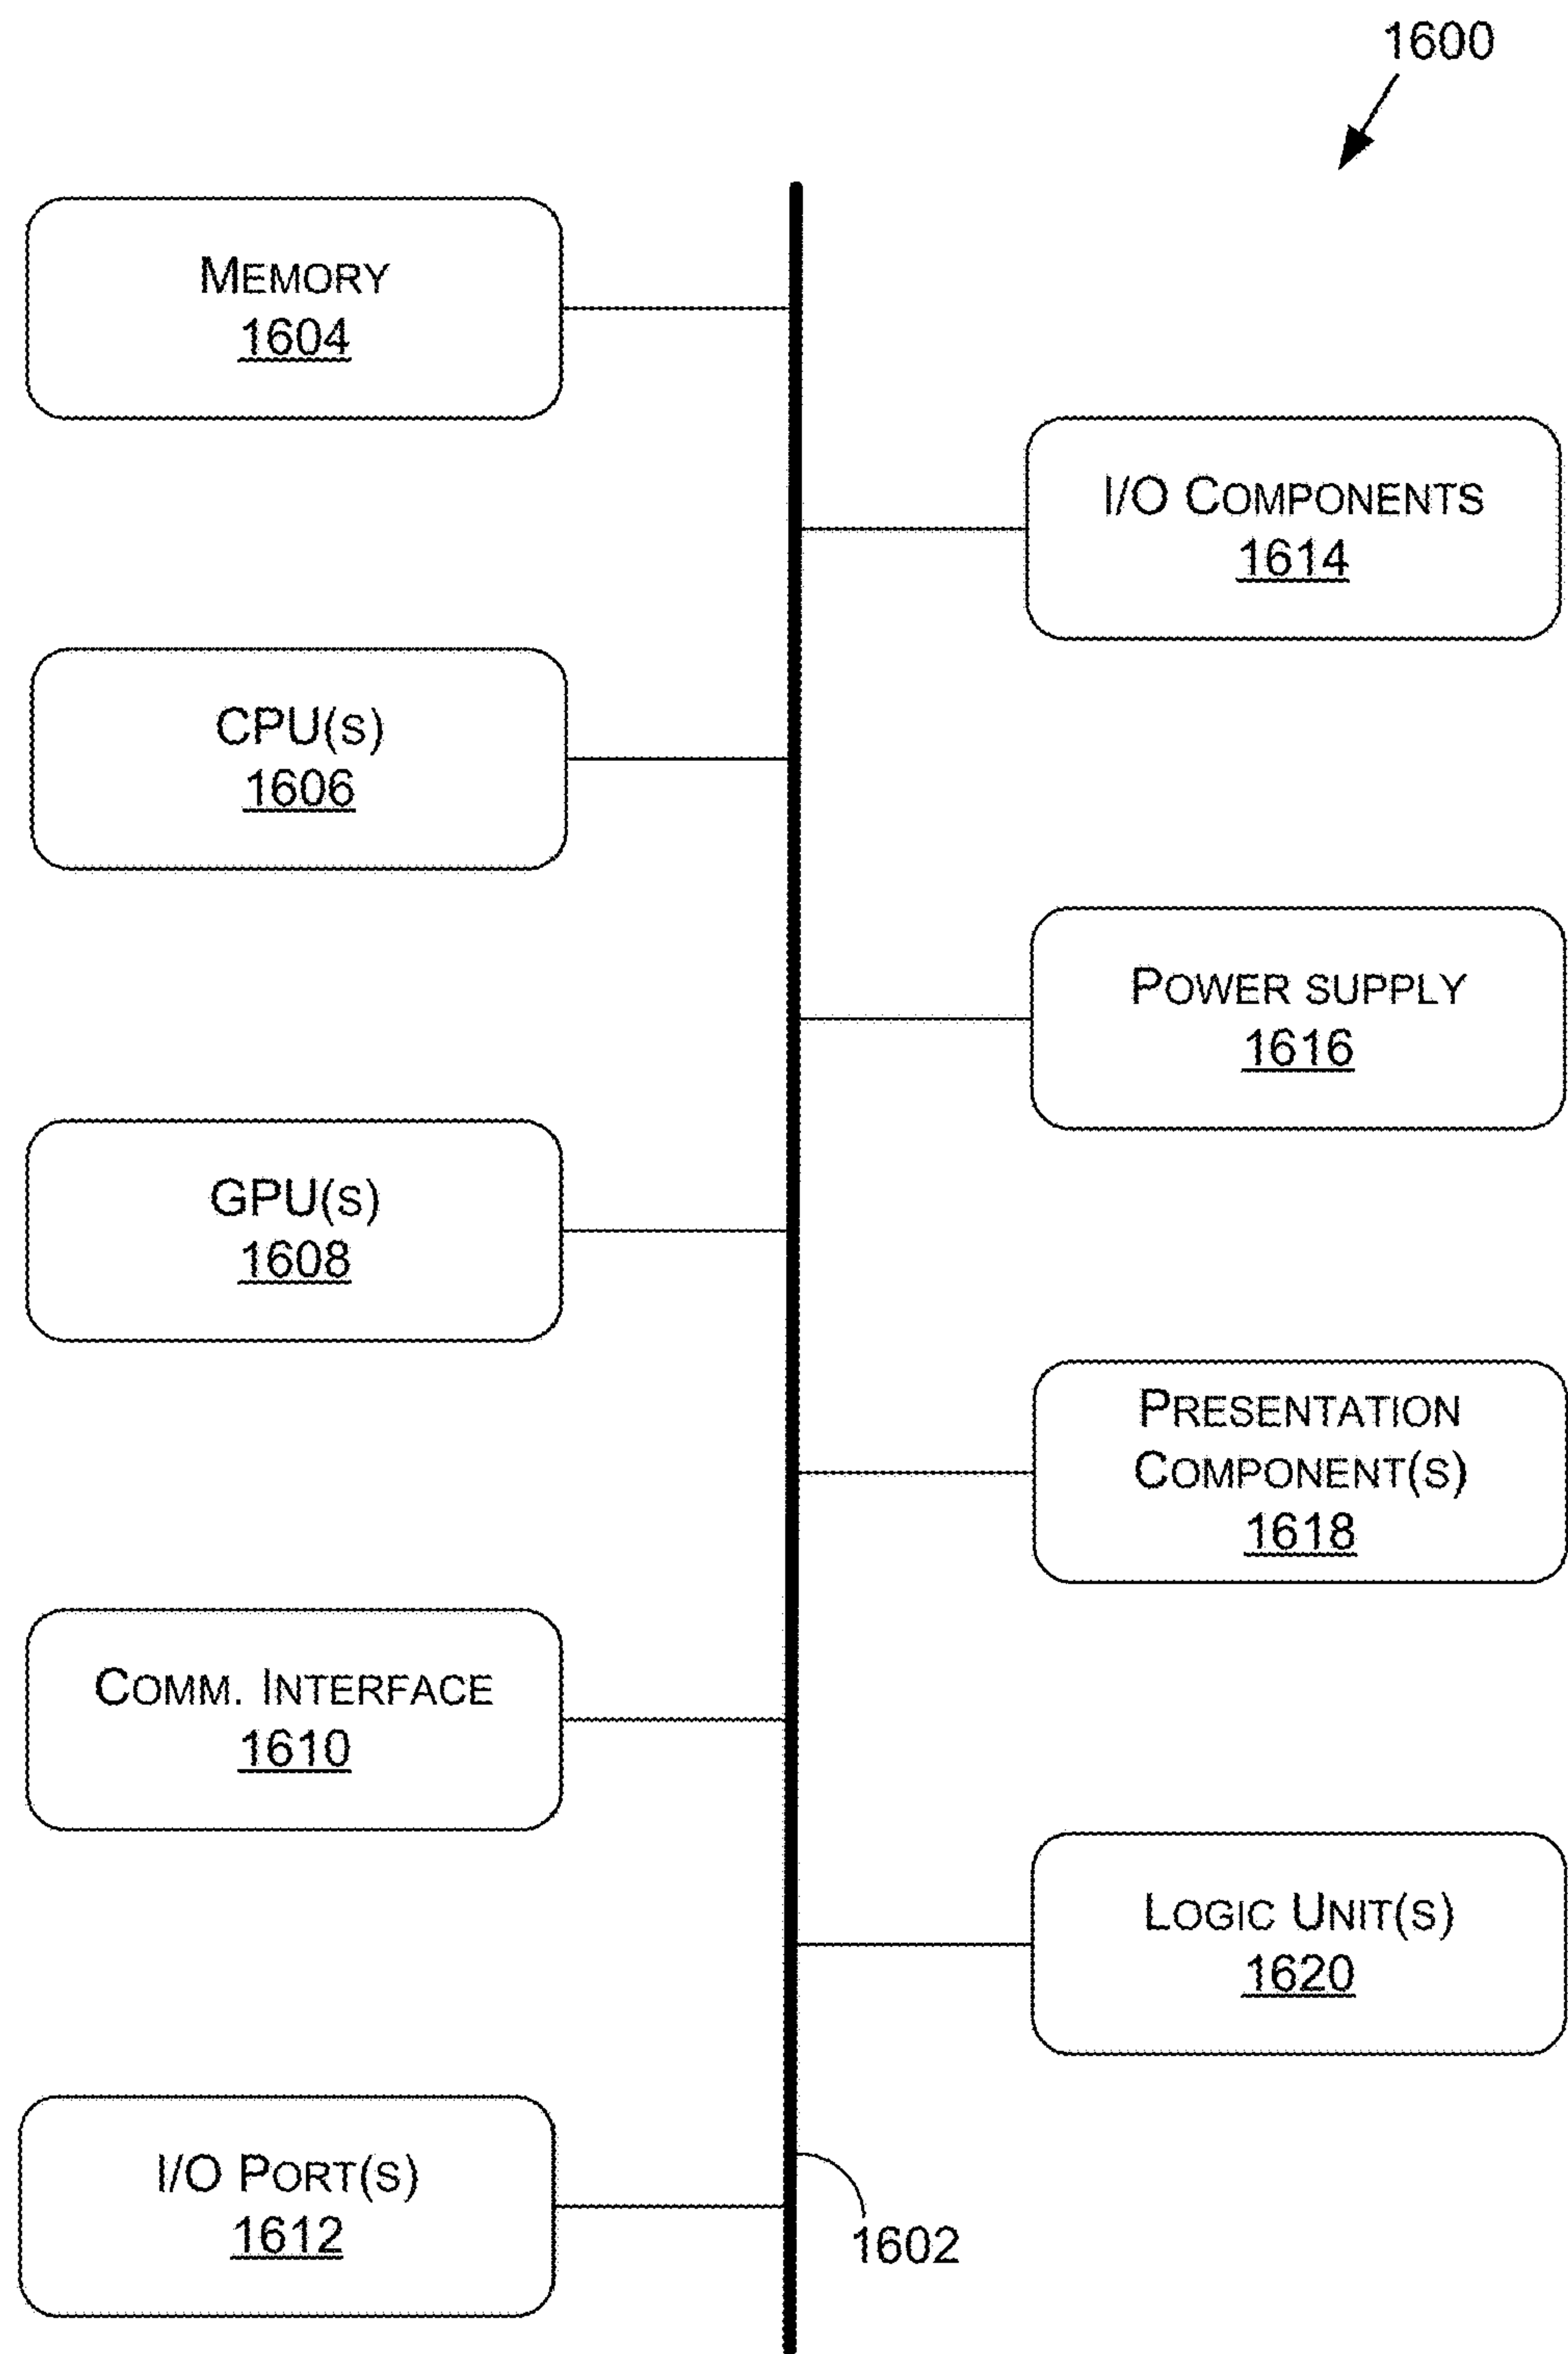 1600
MEMORY
1604
I/O COMPONENTS
1614
CPU(S)
1606
POWER SUPPLY
1616
GPU(S)
1608
PRESENTATION
COMPONENT(S)
1618
COMM. INTERFACE
1610
LOGIC UNIT(S)
1620
I/O PORT(S)
1612
1602